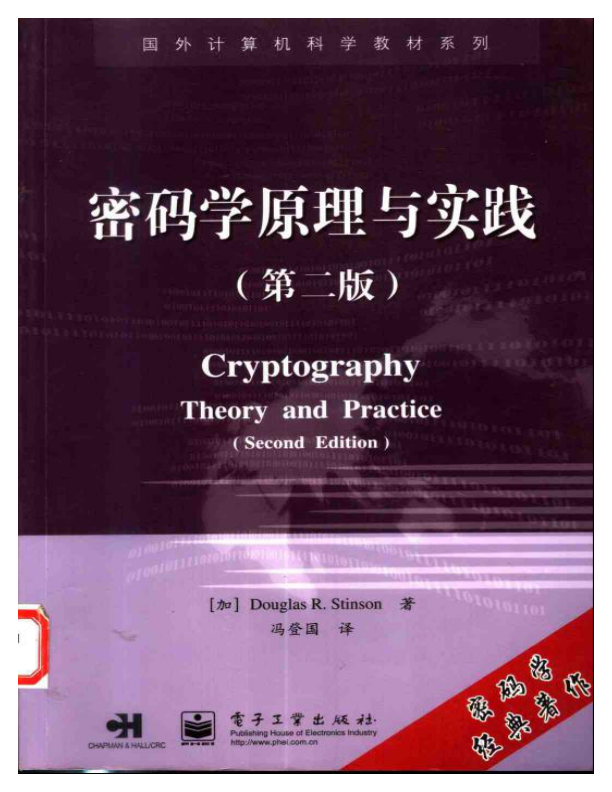 国外计算机科学教材系列
密码学原理与实践
（第二版）
Cryptography
Theory and Practice
(Second Edition)
[加] Douglas R. Stinson 著
冯登国 译
密码学
经典著作
CHAPMAN & HALL/CRC
電子工業出版社·
Publishing House of Electronics Industry
http://www.phei.com.cn